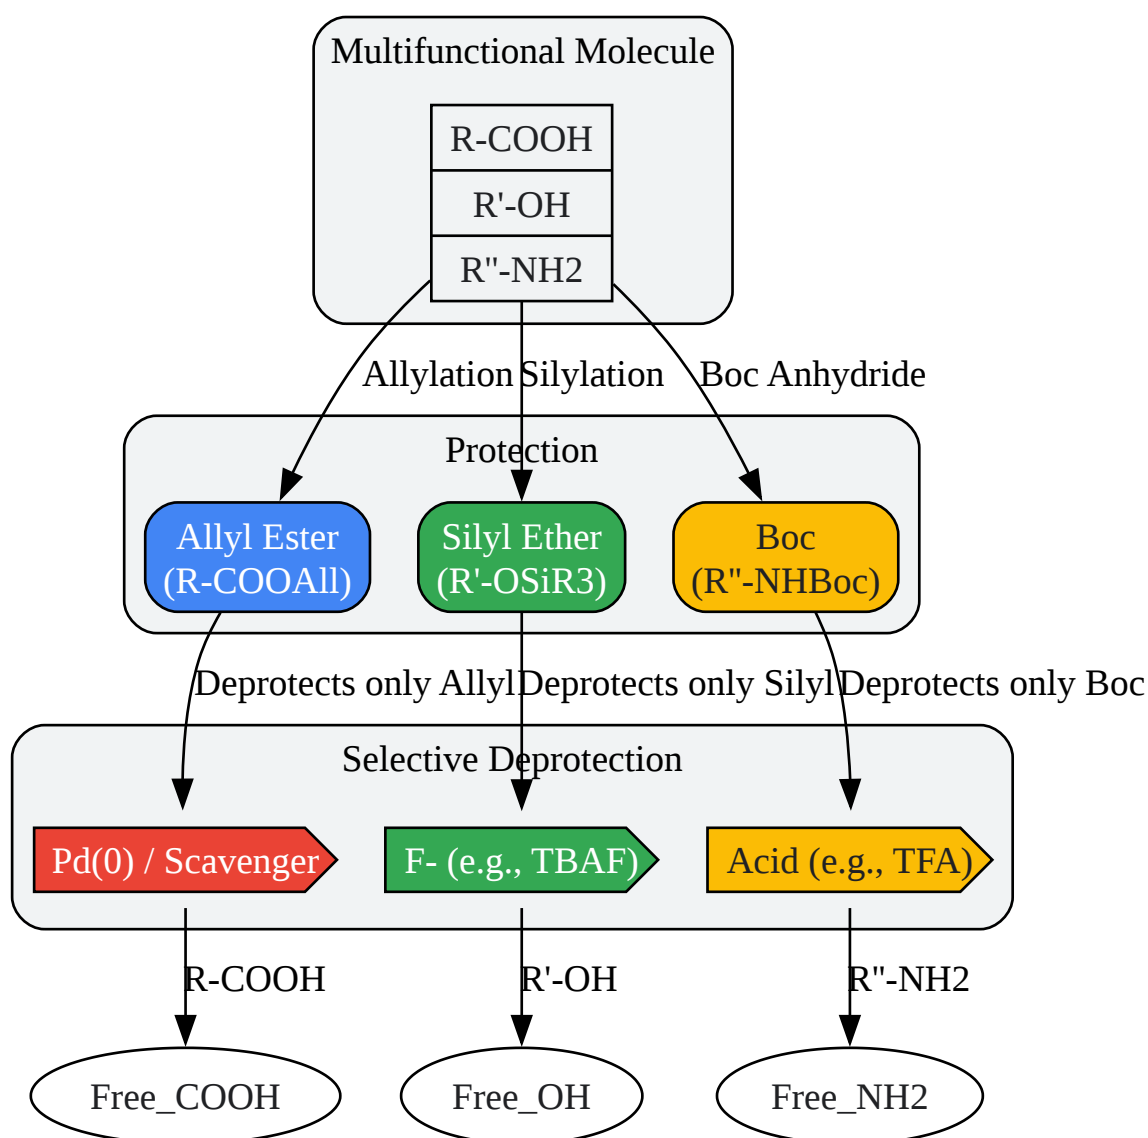 Multifunctional Molecule
R-COOH
R'-OH
R"-NH2
Allylation
Silylation
Boc Anhydride
Protection
Allyl Ester
(R-COOAll)
Silyl Ether
(R'-OSiR3)
Boc
(R"-NHBoc)
Deprotects only Allyl
Deprotects only Silyl
Deprotects only Boc
Selective Deprotection
Pd(0) / Scavenger
F- (e.g., TBAF)
Acid (e.g., TFA)
R-COOH
R'-OH
R"-NH2
Free_COOH
Free_OH
Free_NH2